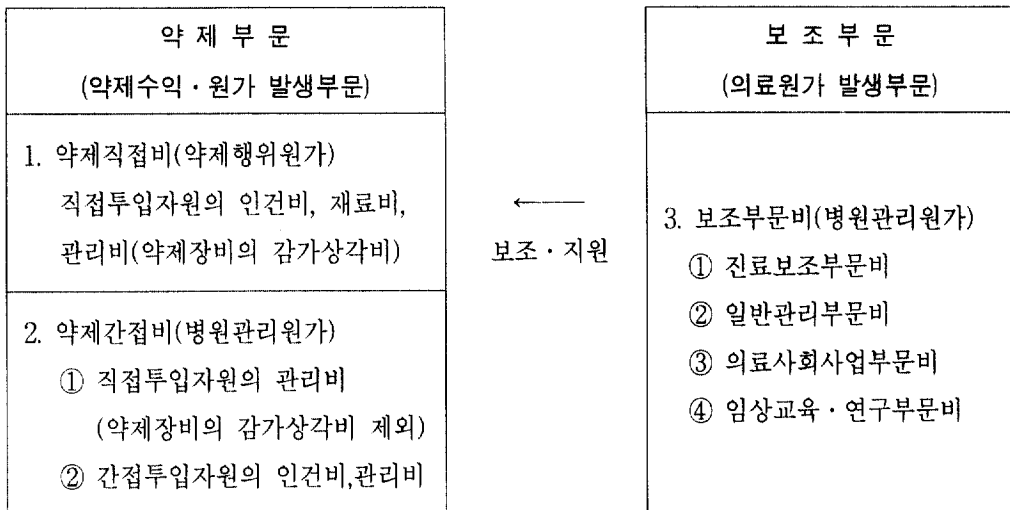 약 제 부 문
(약제수익·원가 발생부문)
1. 약제직접비(약제행위원가)
직접투입자원의 인건비, 재료비,
관리비(약제장비의 감가상각비)
2. 약제간접비(병원관리원가)
① 직접투입자원의 관리비
(약제장비의 감가상각비 제외)
② 간접투입자원의 인건비,관리비
←
보조·지원
보 조 부 문
(의료원가 발생부문)
3. 보조부문비(병원관리원가)
① 진료보조부문비
② 일반관리부문비
③ 의료사회사업부문비
④ 임상교육·연구부문비